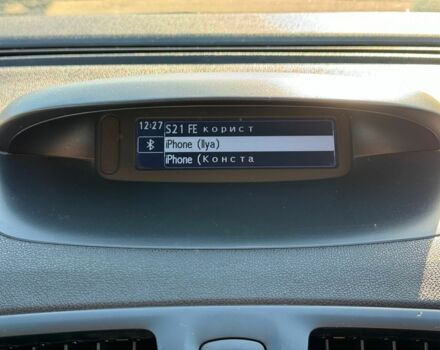 12:27
S21 FE корист
iPhone (Ilya)
iPhone (Конста